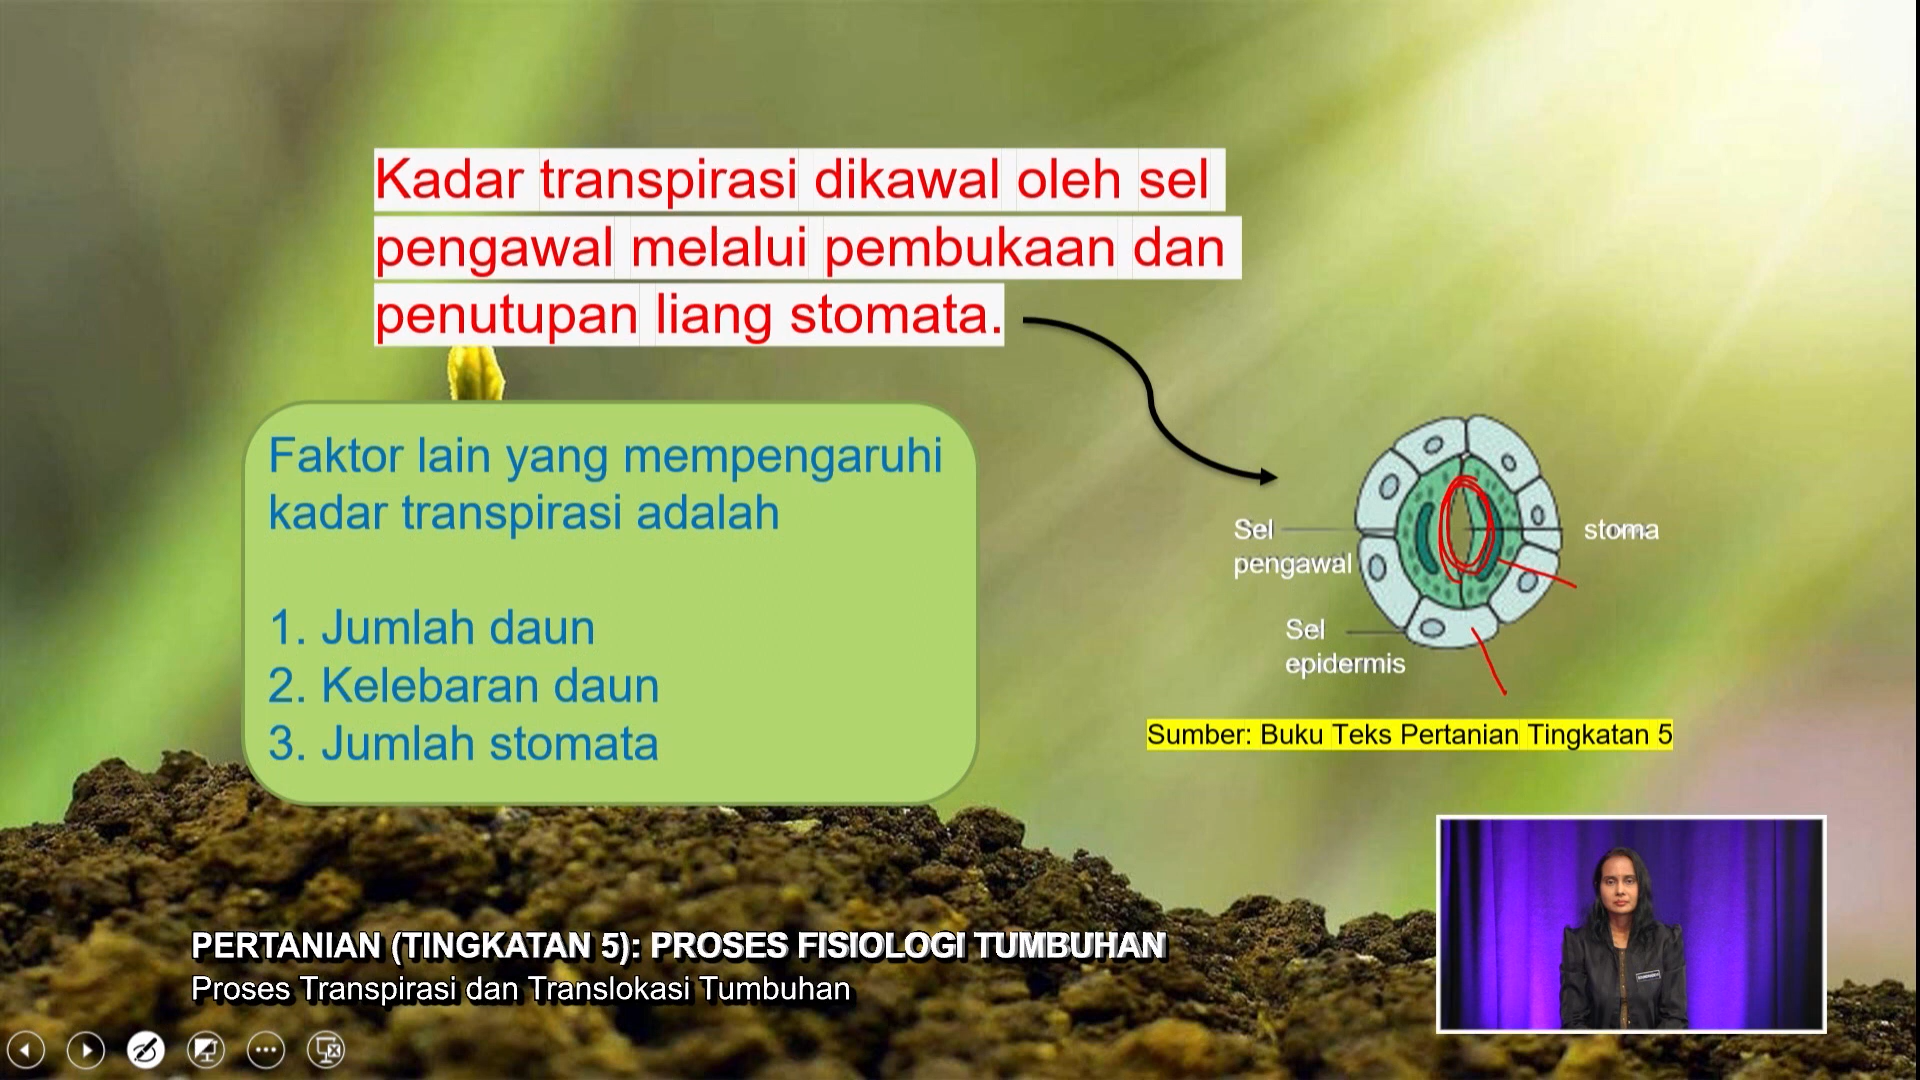 Kadar transpirasi dikawal oleh sel
pengawal melalui pembukaan dan
penutupan liang stomata.
Faktor lain yang mempengaruhi
kadar transpirasi adalah
1. Jumlah daun
2. Kelebaran daun
3. Jumlah stomata
Sel
pengawal
stoma
Sel
epidermis
Sumber: Buku Teks Pertanian Tingkatan 5
PERTANIAN (TINGKATAN 5): PROSES FISIOLOGI TUMBUHAN
Proses Transpirasi dan Translokasi Tumbuhan